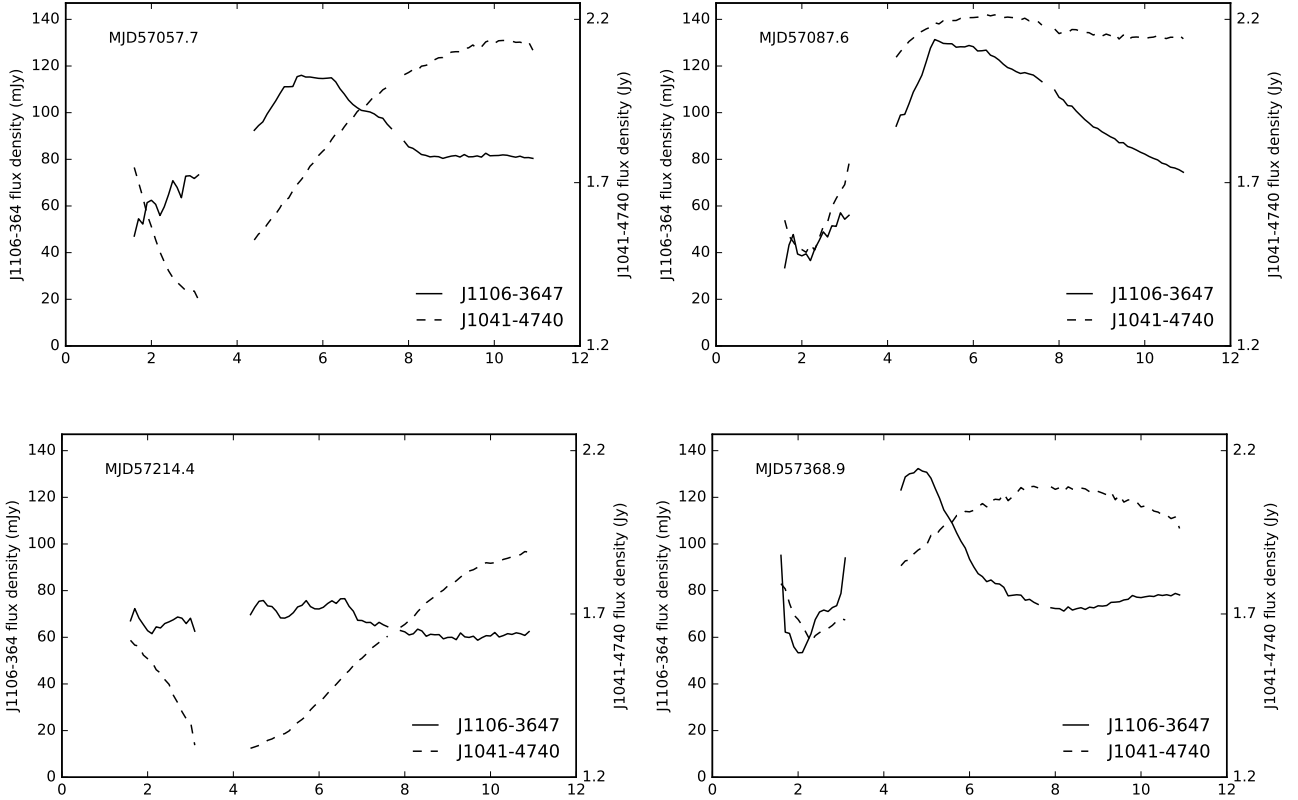 MJD57057.7
J1106-364 flux density (mJy)
140
120
100
80
60
40
20
0
0 2 4 6 8 10 12
2.2
1.7
1.2
J1041-4740 flux density (Jy)
J1106-3647
J1041-4740
MJD57087.6
J1106-364 flux density (mJy)
140
120
100
80
60
40
20
0
0 2 4 6 8 10 12
2.2
1.7
1.2
J1041-4740 flux density (Jy)
J1106-3647
J1041-4740
MJD57214.4
J1106-364 flux density (mJy)
140
120
100
80
60
40
20
0
0 2 4 6 8 10 12
2.2
1.7
1.2
J1041-4740 flux density (Jy)
J1106-3647
J1041-4740
MJD57368.9
J1106-364 flux density (mJy)
140
120
100
80
60
40
20
0
0 2 4 6 8 10 12
2.2
1.7
1.2
J1041-4740 flux density (Jy)
J1106-3647
J1041-4740